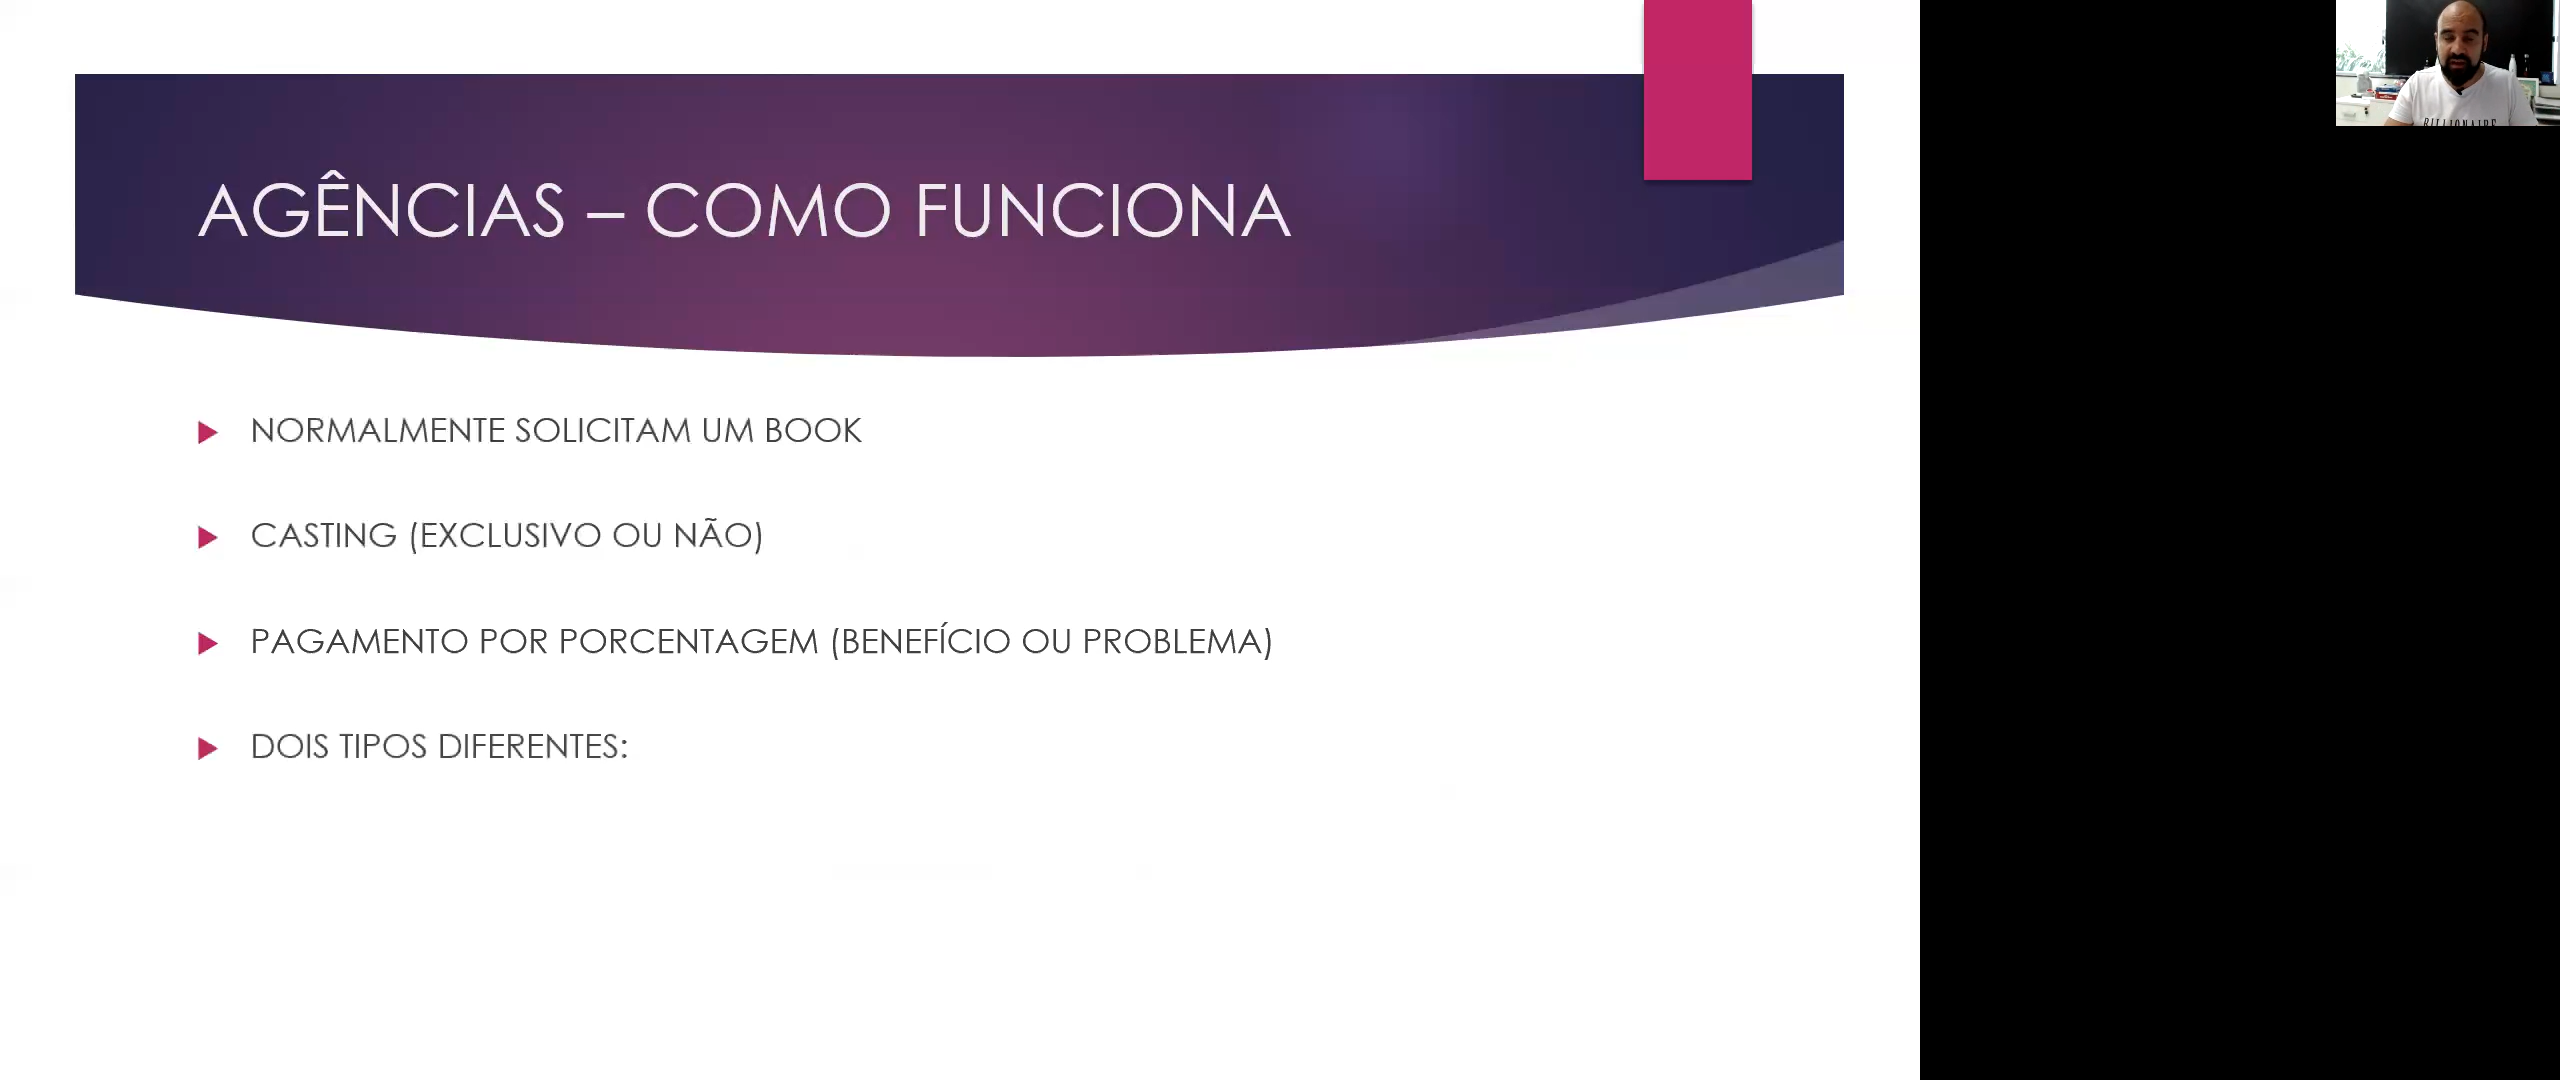 AGÊNCIAS – COMO FUNCIONA
NORMALMENTE SOLICITAM UM BOOK
CASTING (EXCLUSIVO OU NÃO)
PAGAMENTO POR PORCENTAGEM (BENEFÍCIO OU PROBLEMA)
DOIS TIPOS DIFERENTES:
BILLIONAIRE